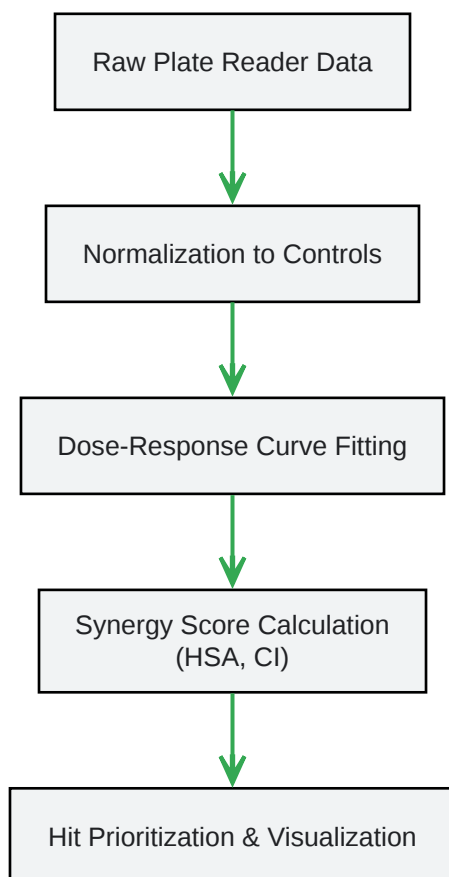 Raw Plate Reader Data
Normalization to Controls
Dose-Response Curve Fitting
Synergy Score Calculation
(HSA, CI)
Hit Prioritization & Visualization